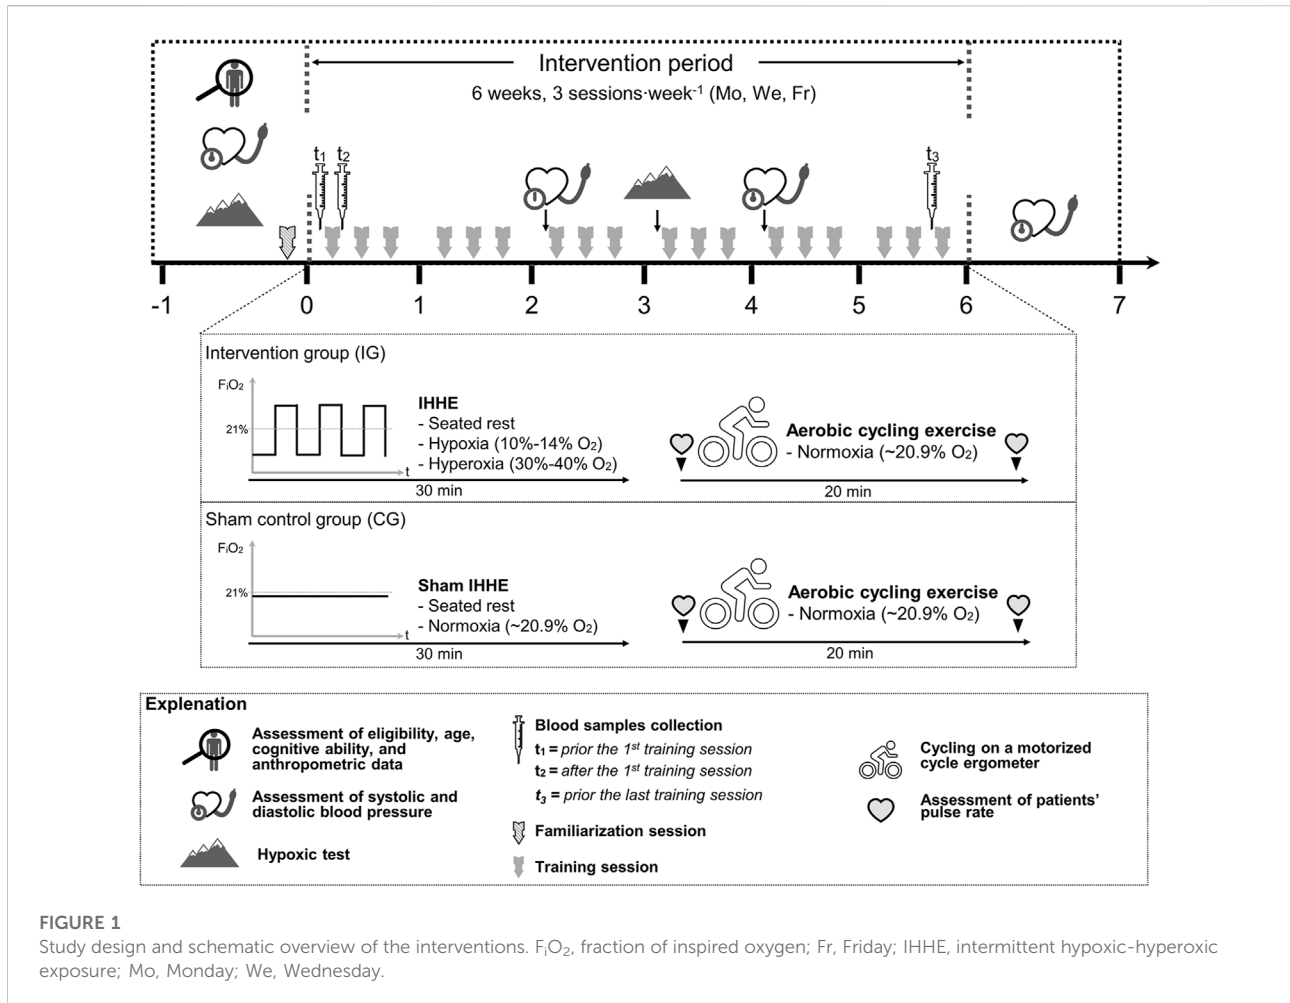 Intervention period
6 weeks, 3 sessions·week⁻¹ (Mo, We, Fr)
t₁ t₂
t₃
-1 0 1 2 3 4 5 6 7
Intervention group (IG)
FᵢO₂
21%
t
30 min
IHHE
- Seated rest
- Hypoxia (10%-14% O₂)
- Hyperoxia (30%-40% O₂)
Aerobic cycling exercise
- Normoxia (~20.9% O₂)
20 min
Sham control group (CG)
FᵢO₂
21%
t
30 min
Sham IHHE
- Seated rest
- Normoxia (~20.9% O₂)
Aerobic cycling exercise
- Normoxia (~20.9% O₂)
20 min
Explenation
Assessment of eligibility, age,
cognitive ability, and
anthropometric data
Assessment of systolic and
diastolic blood pressure
Hypoxic test
Blood samples collection
t₁ = prior the 1ˢᵗ training session
t₂ = after the 1ˢᵗ training session
t₃ = prior the last training session
Familiarization session
Training session
Cycling on a motorized
cycle ergometer
Assessment of patients'
pulse rate
FIGURE 1
Study design and schematic overview of the interventions. FᵢO₂, fraction of inspired oxygen; Fr, Friday; IHHE, intermittent hypoxic-hyperoxic
exposure; Mo, Monday; We, Wednesday.